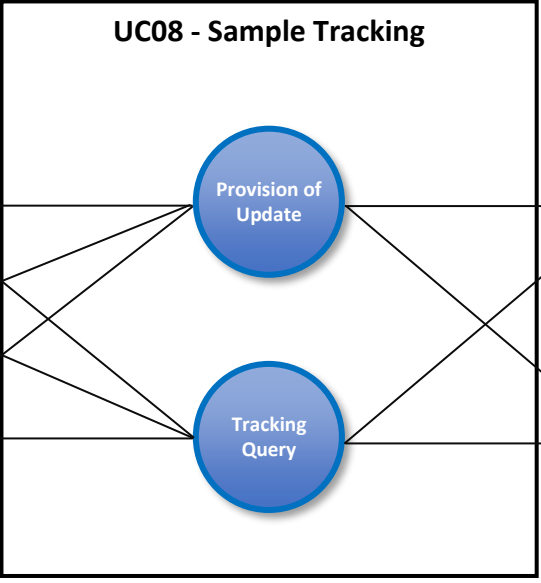 UC08 - Sample Tracking
Provision of
Update
Tracking
Query